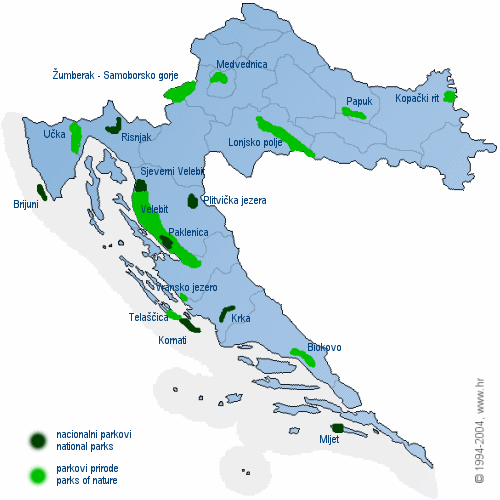 Medvednica
Žumberak - Samoborsko gorje
Papuk
Kopački rit
Učka
Risnjak
Lonjsko polje
Sjeverni Velebit
Plitvička jezera
Brijuni
Velebit
Paklenica
Vransko jezero
Telašćica
Krka
Kornati
Biokovo
Mljet
nacionalni parkovi
national parks
parkovi prirode
parks of nature
© 1994-2004, www.hr